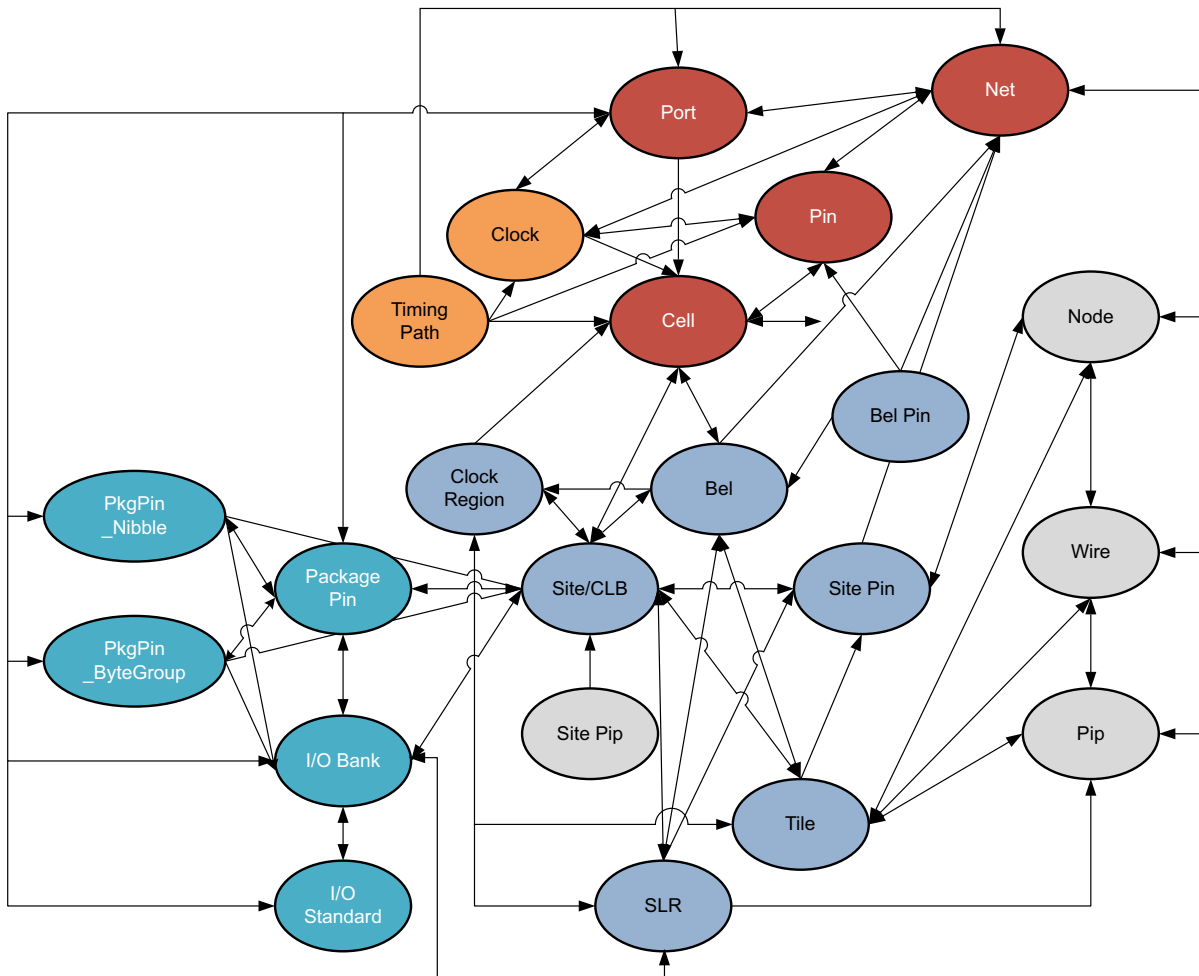 Net
Port
Pin
Clock
Timing
Path
Cell
Node
Bel Pin
Clock
Region
Bel
PkgPin
_Nibble
Wire
Package
Pin
Site/CLB
Site Pin
PkgPin
_ByteGroup
Site Pip
Pip
I/O Bank
Tile
I/O
Standard
SLR